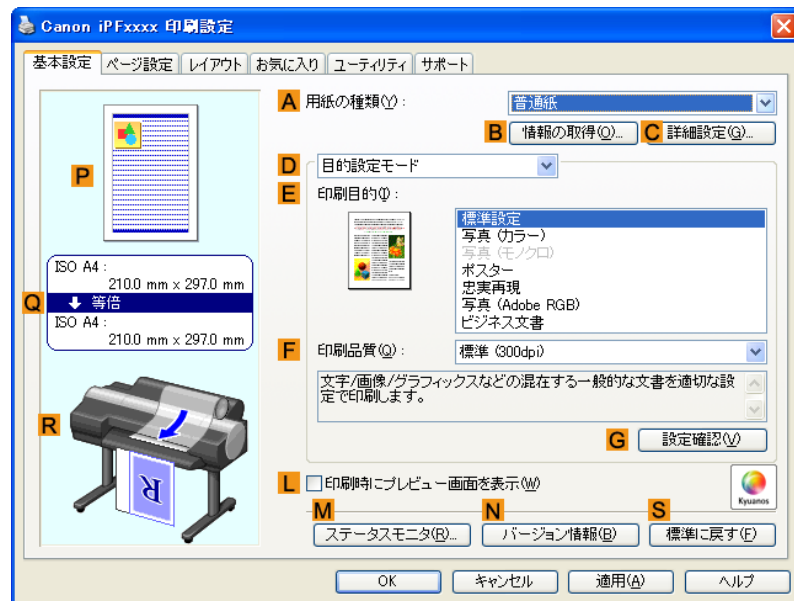 Canon iPFxxxx 印刷設定
基本設定 ページ設定 レイアウト お気に入り ユーティリティ サポート
A 用紙の種類(Y): 普通紙
B 情報の取得(O)... C 詳細設定(G)...
D 目的設定モード
E 印刷目的(I):
標準設定
写真 (カラー)
写真 (モノクロ)
ポスター
忠実再現
写真 (Adobe RGB)
ビジネス文書
F 印刷品質(Q): 標準 (300dpi)
文字/画像/グラフィックスなどの混在する一般的な文書を適切な設
定で印刷します。
G 設定確認(V)
P
ISO A4 :
210.0 mm x 297.0 mm
Q 等倍
ISO A4 :
210.0 mm x 297.0 mm
R
R
L 印刷時にプレビュー画面を表示(W)
Kyuanos
M ステータスモニタ(R)... N バージョン情報(B) S 標準に戻す(F)
OK キャンセル 適用(A) ヘルプ